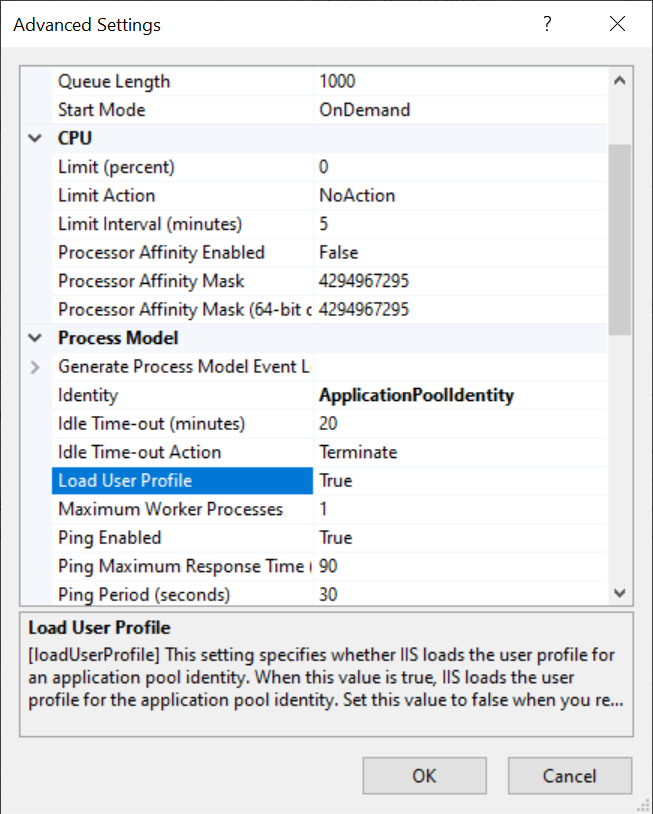 Advanced Settings ?
Queue Length 1000
Start Mode OnDemand
CPU
Limit (percent) 0
Limit Action NoAction
Limit Interval (minutes) 5
Processor Affinity Enabled False
Processor Affinity Mask 4294967295
Processor Affinity Mask (64-bit 4294967295
Process Model
Generate Process Model Event
Identity ApplicationPoolIdentity
Idle Time-out (minutes) 20
Idle Time-out Action Terminate
Load User Profile True
Maximum Worker Processes 1
Ping Enabled True
Ping Maximum Response Time ( 90
Ping Period (seconds) 30
Load User Profile
[loadUserProfile] This setting specifies whether IIS loads the user profile for
an application pool identity. When this value is true, IIS loads the user
profile for the application pool identity. Set this value to false when you re...
OK Cancel